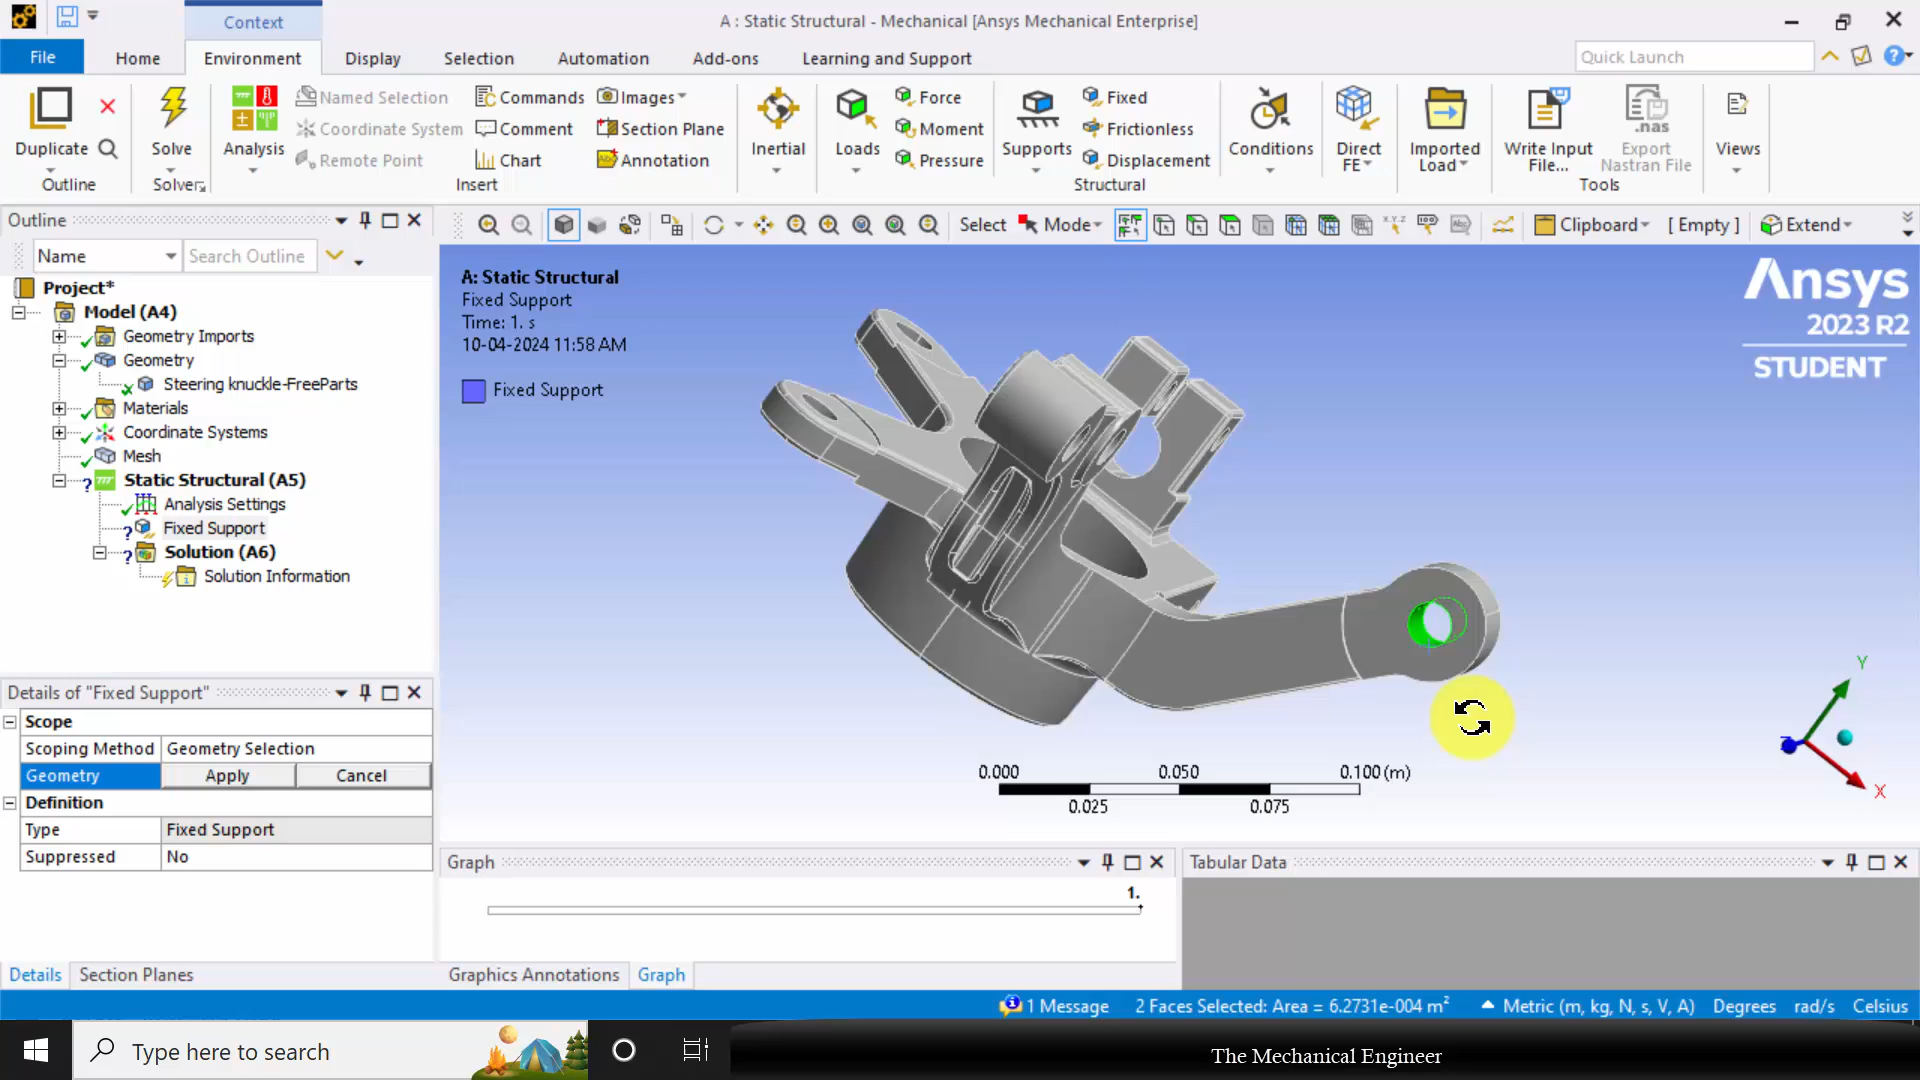 Context
A : Static Structural - Mechanical [Ansys Mechanical Enterprise]
File
Home
Environment
Display
Selection
Automation
Add-ons
Learning and Support
Quick Launch
Duplicate
Outline
Solve
Solver
Analysis
Named Selection
Coordinate System
Remote Point
Commands
Comment
Chart
Images
Section Plane
Annotation
Insert
Inertial
Loads
Force
Moment
Pressure
Supports
Fixed
Frictionless
Displacement
Structural
Conditions
Direct
FE
Imported
Load
Write Input
File...
.nas
Export
Nastran File
Tools
Views
Outline
Name
Search Outline
Select
Mode
Clipboard
[ Empty ]
Extend
Project*
Model (A4)
Geometry Imports
Geometry
Steering knuckle-FreeParts
Materials
Coordinate Systems
Mesh
Static Structural (A5)
Analysis Settings
Fixed Support
Solution (A6)
Solution Information
A: Static Structural
Fixed Support
Time: 1. s
10-04-2024 11:58 AM
Fixed Support
Ansys
2023 R2
STUDENT
Y
X
Z
0.000
0.050
0.100 (m)
0.025
0.075
Details of "Fixed Support"
Scope
Scoping Method
Geometry Selection
Geometry
Apply
Cancel
Definition
Type
Fixed Support
Suppressed
No
Details
Section Planes
Graph
1.
Graphics Annotations
Graph
Tabular Data
1 Message
2 Faces Selected: Area = 6.2731e-004 m²
Metric (m, kg, N, s, V, A)
Degrees
rad/s
Celsius
Type here to search
The Mechanical Engineer